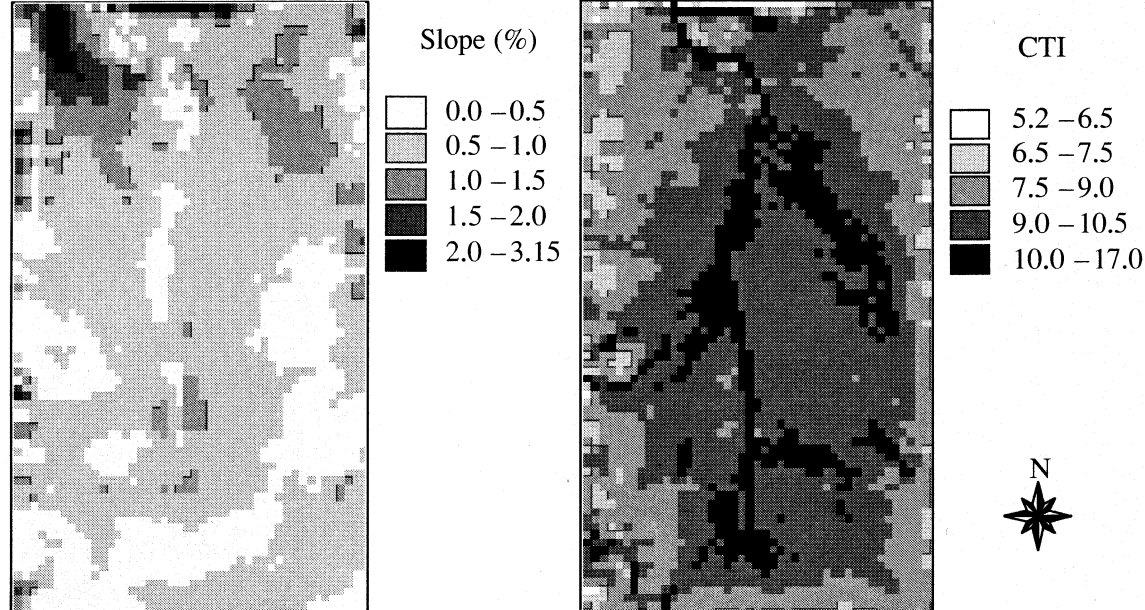 Slope (%)
0.0 – 0.5
0.5 – 1.0
1.0 – 1.5
1.5 – 2.0
2.0 – 3.15
CTI
5.2 – 6.5
6.5 – 7.5
7.5 – 9.0
9.0 – 10.5
10.0 – 17.0
N